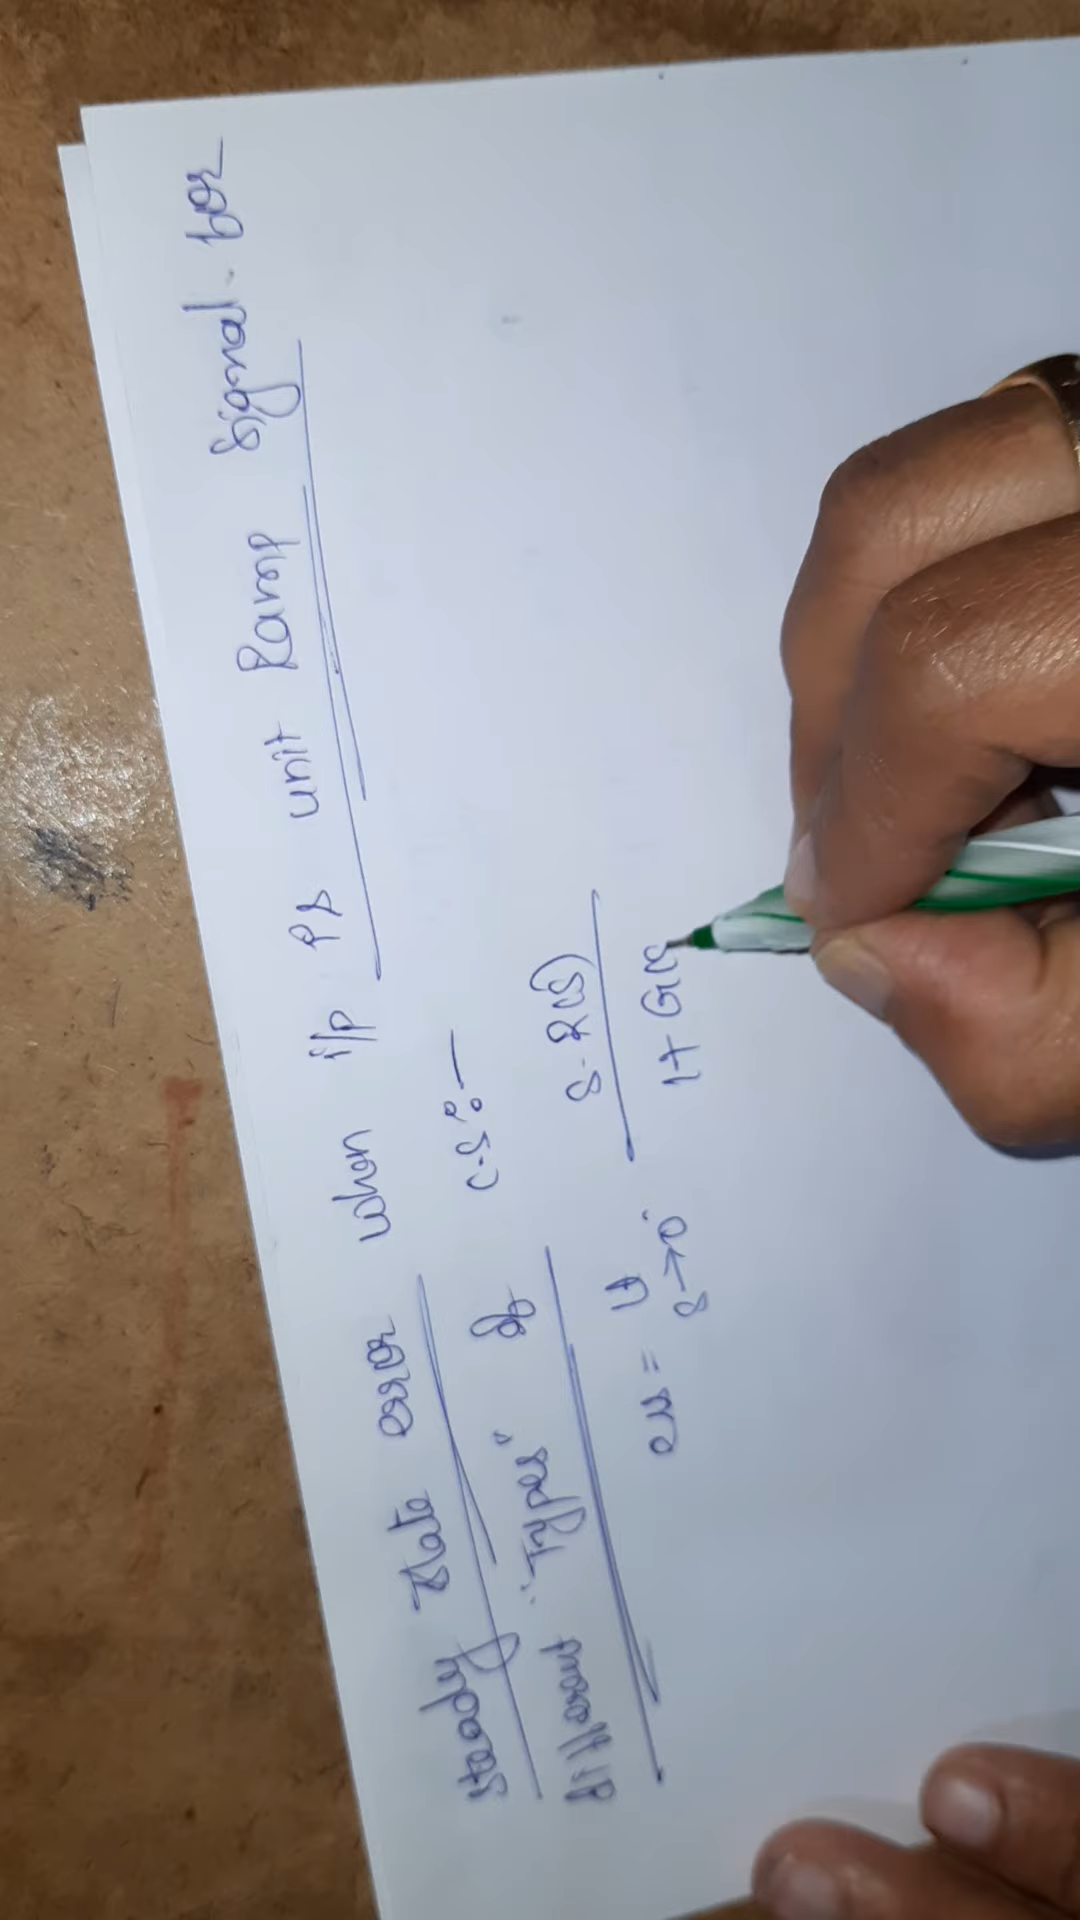 Steady State error when i/p is unit Ramp signal. for
different "Types" of C.S:-
ess = lt s→0 s.R(s) / 1+G(s